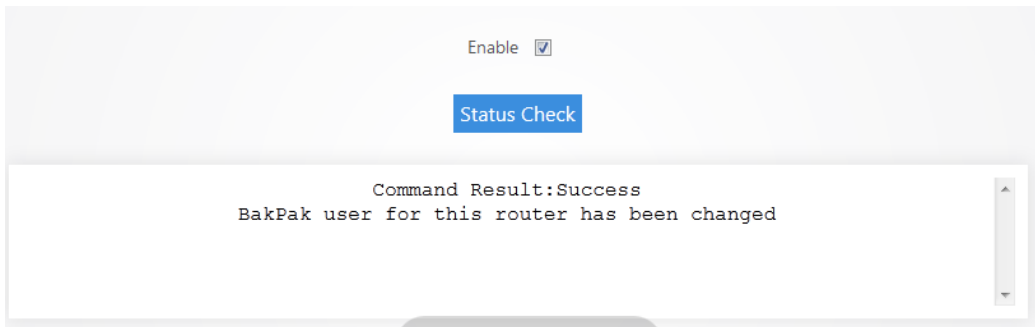 Enable
Status Check
Command Result:Success
BakPak user for this router has been changed